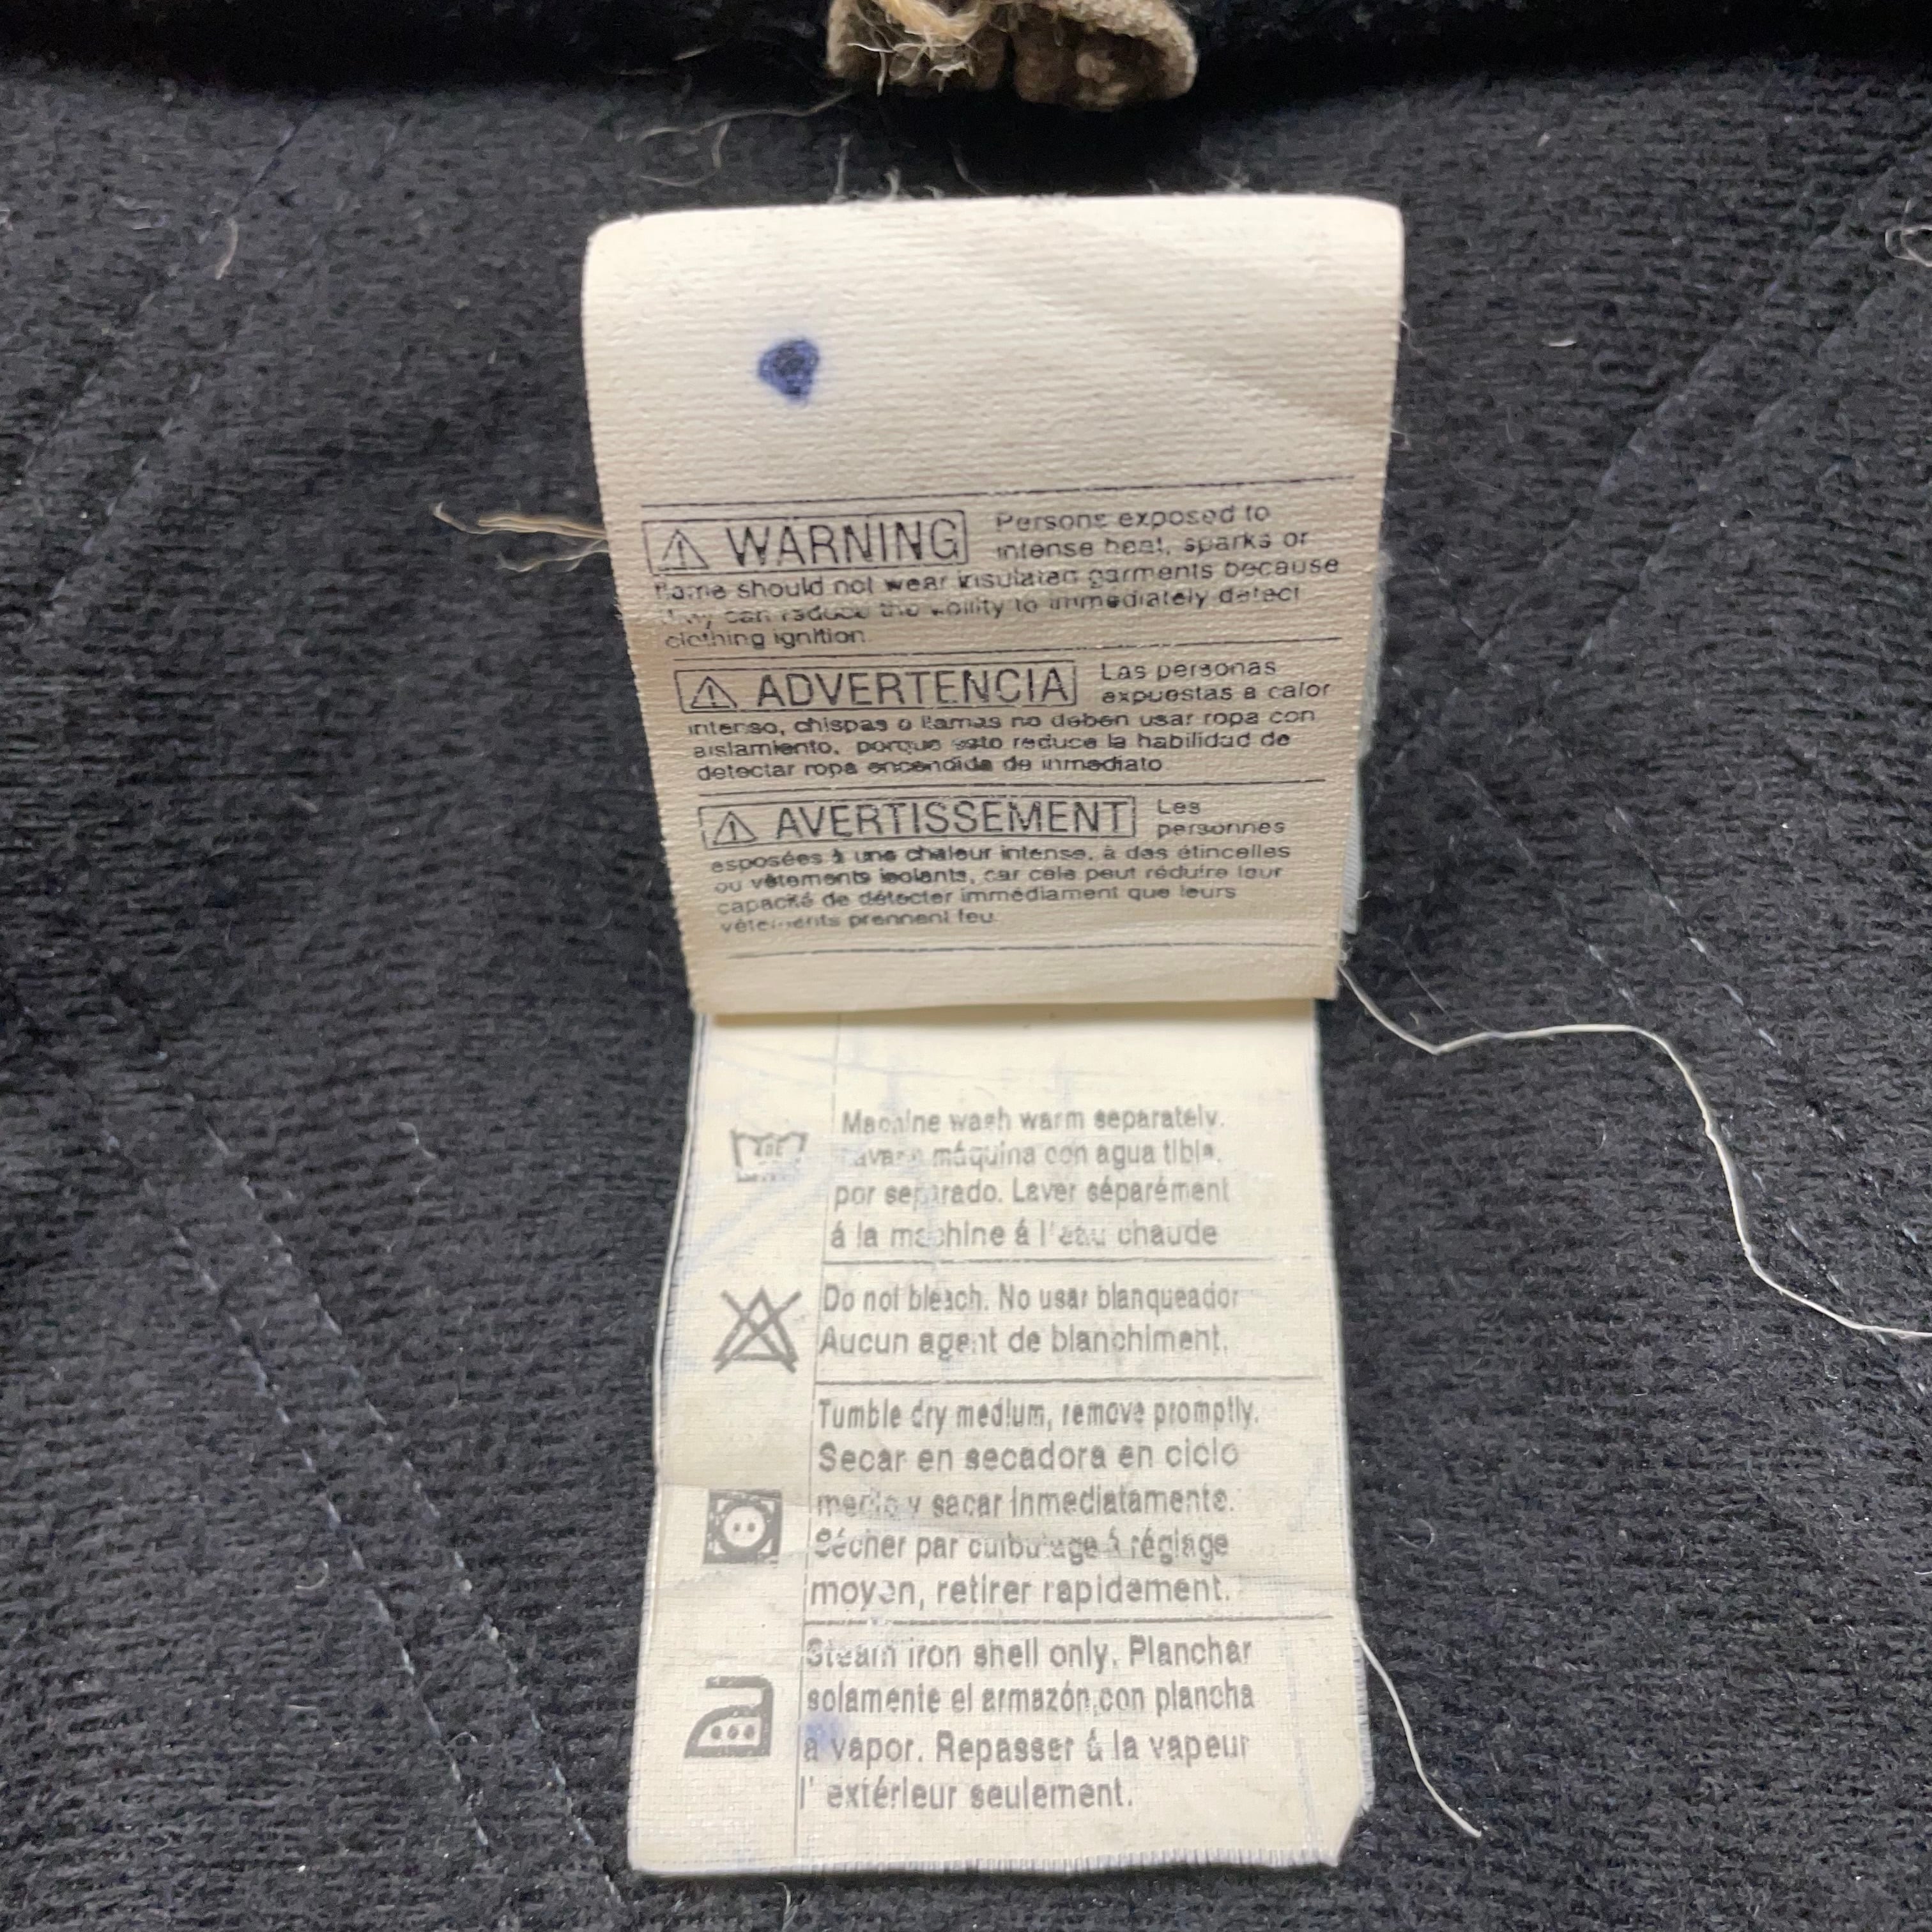 WARNING Persons exposed to
intense heat, sparks or
flame should not wear insulated garments because
they can reduce the ability to immediately detect
clothing ignition.
ADVERTENCIA Las personas
expuestas a calor
intenso, chispas o llamas no deben usar ropa con
aislamiento, porque esto reduce la habilidad de
detectar ropa encendida de inmediato
AVERTISSEMENT Les
personnes
esposées à une chaleur intense, à des étincelles
ou vêtements isolants, car cela peut réduire leur
capacité de détecter immédiament que leurs
vêtements prennent feu.
Machine wash warm separately.
Lavar a máquina con agua tibia,
por separado. Laver séparément
á la machine á l'eau chaude
Do not bleach. No usar blanqueador
Aucun agent de blanchiment.
Tumble dry medium, remove promptly.
Secar en secadora en ciclo
medio y sacar inmediatamente.
Sécher par culbutage à réglage
moyen, retirer rapidement.
Steam iron shell only. Planchar
solamente el armazón,con plancha
a vapor. Repasser á la vapeur
l' extérieur seulement.